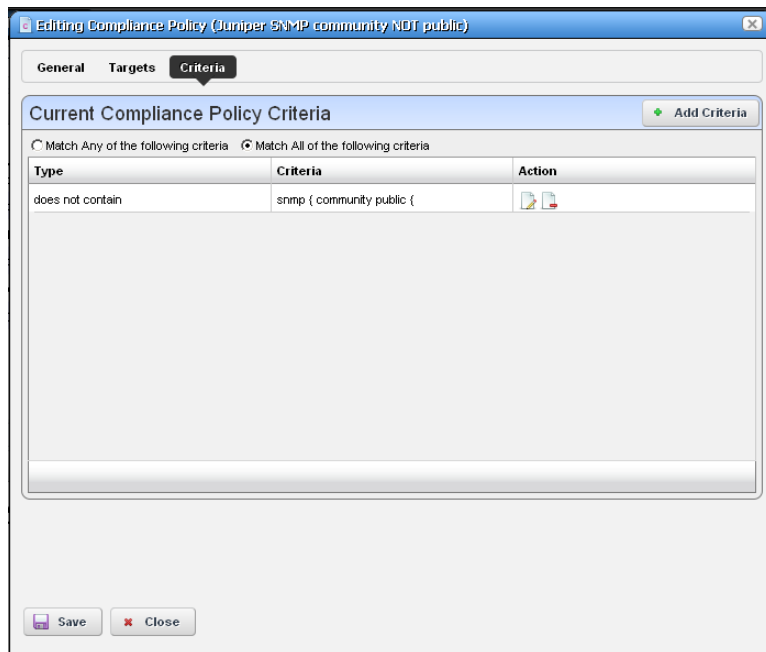 Editing Compliance Policy (Juniper SNMP community NOT public)
General Targets Criteria
Current Compliance Policy Criteria
Add Criteria
Match Any of the following criteria Match All of the following criteria
Type Criteria Action
does not contain snmp { community public {
Save Close